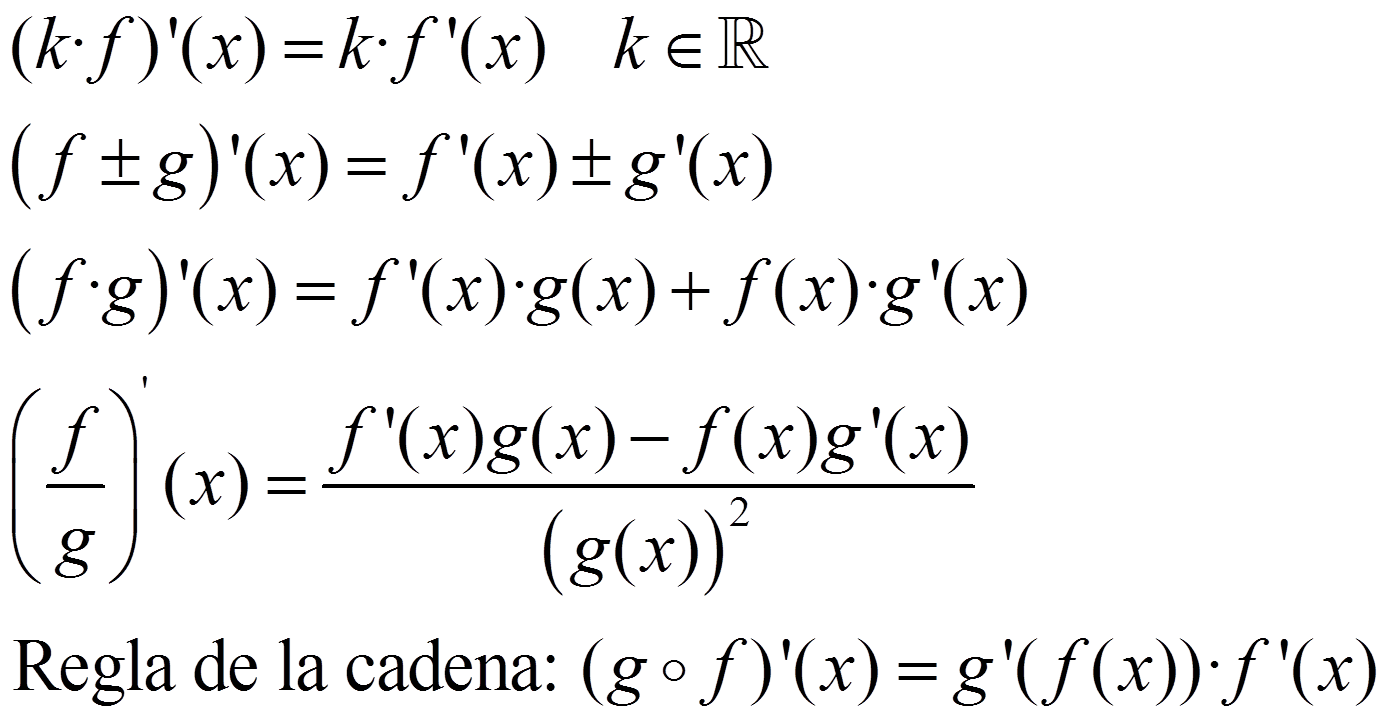 (k·f)'(x) = k·f'(x)   k ∈ ℝ
(f ± g)'(x) = f'(x) ± g'(x)
(f·g)'(x) = f'(x)·g(x) + f(x)·g'(x)
(f/g)'(x) = (f'(x)g(x) − f(x)g'(x))/(g(x))²
Regla de la cadena: (g ∘ f)'(x) = g'(f(x))·f'(x)